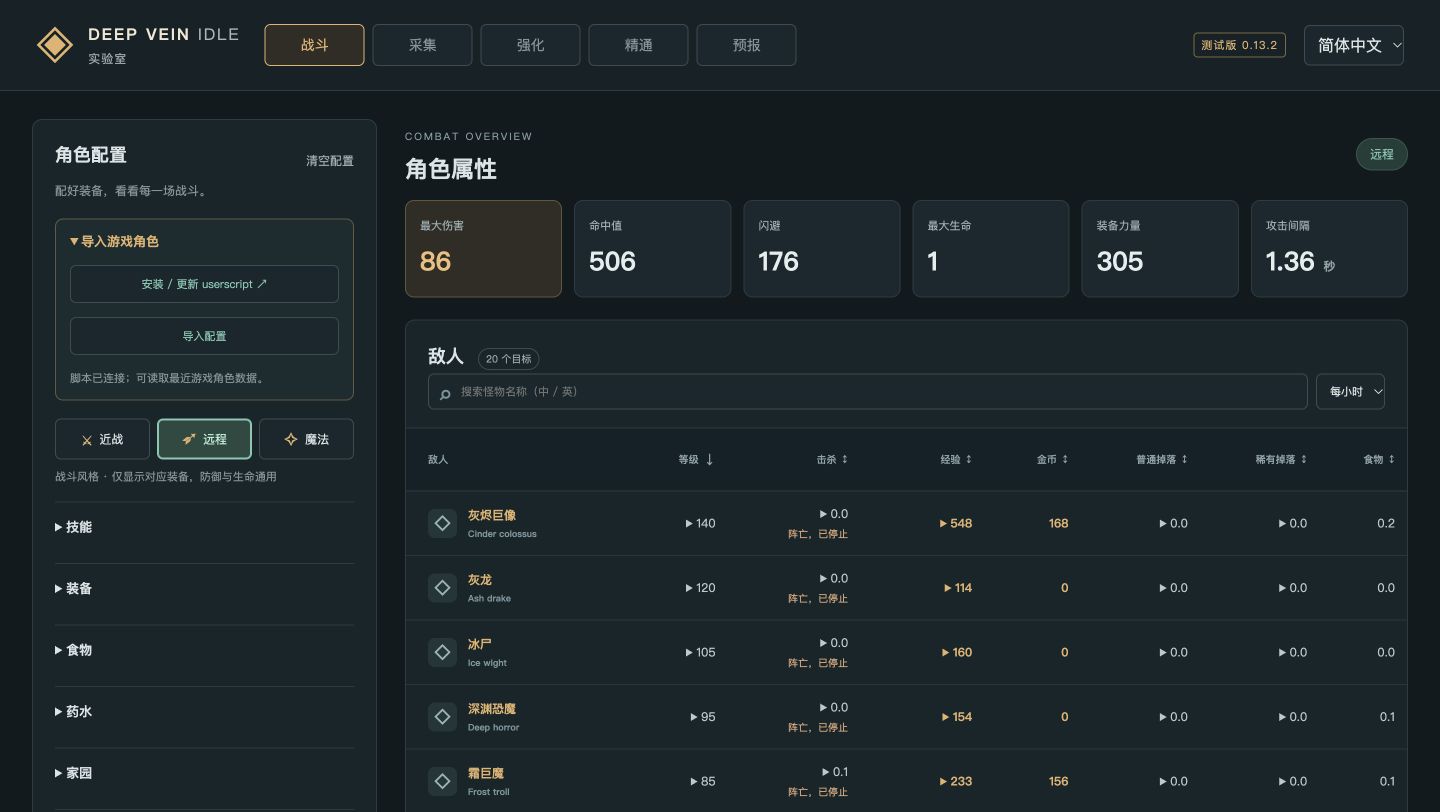 DEEP VEIN IDLE
实验室
战斗
采集
强化
精通
预报
测试版 0.13.2
简体中文
角色配置
清空配置
配好装备，看看每一场战斗。
▼导入游戏角色
安装 / 更新 userscript ↗
导入配置
脚本已连接；可读取最近游戏角色数据。
近战
远程
魔法
战斗风格 · 仅显示对应装备，防御与生命通用
▶ 技能
▶ 装备
▶ 食物
▶ 药水
▶ 家园
COMBAT OVERVIEW
角色属性
远程
最大伤害
86
命中值
506
闪避
176
最大生命
1
装备力量
305
攻击间隔
1.36 秒
敌人 20 个目标
搜索怪物名称（中 / 英）
每小时
敌人 等级 ↓ 击杀 ↕ 经验 ↕ 金币 ↕ 普通掉落 ↕ 稀有掉落 ↕ 食物 ↕
灰烬巨像 ▶ 140 ▶ 0.0 ▶ 548 168 ▶ 0.0 ▶ 0.0 0.2
Cinder colossus 阵亡，已停止
灰龙 ▶ 120 ▶ 0.0 ▶ 114 0 ▶ 0.0 ▶ 0.0 0.0
Ash drake 阵亡，已停止
冰尸 ▶ 105 ▶ 0.0 ▶ 160 0 ▶ 0.0 ▶ 0.0 0.0
Ice wight 阵亡，已停止
深渊恐魔 ▶ 95 ▶ 0.0 ▶ 154 0 ▶ 0.0 ▶ 0.0 0.1
Deep horror 阵亡，已停止
霜巨魔 ▶ 85 ▶ 0.1 ▶ 233 156 ▶ 0.0 ▶ 0.0 0.1
Frost troll 阵亡，已停止